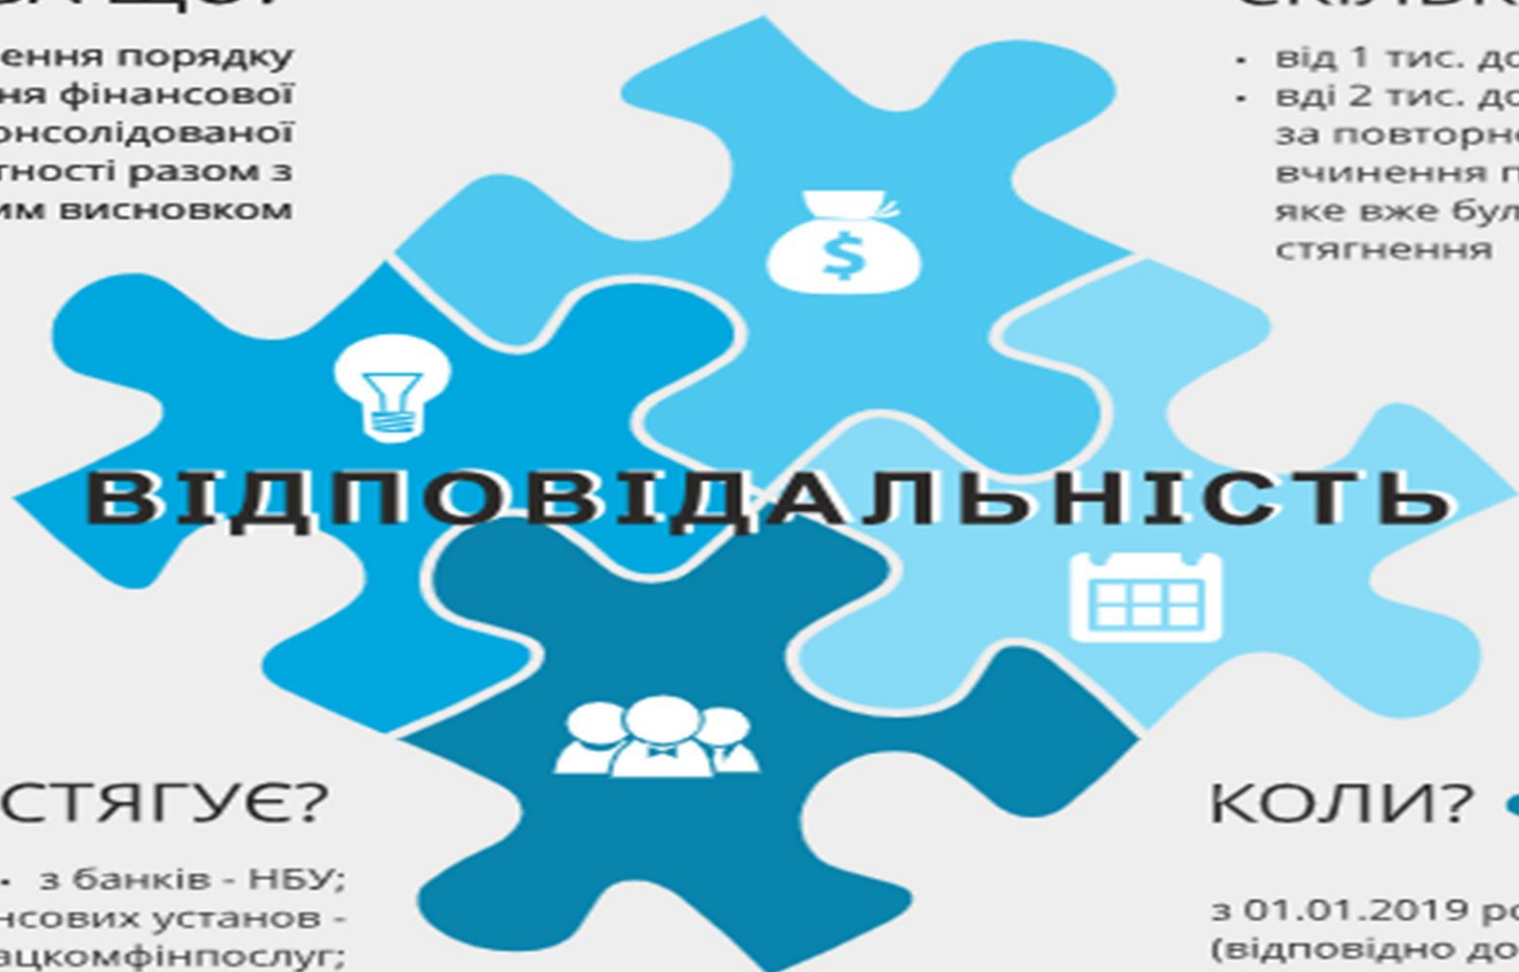 ення порядку
ня фінансової
онсолідованої
тності разом з
им висновком
від 1 тис. до
вді 2 тис. до
за повторне
вчинення п
яке вже бул
стягнення
$
ВІДПОВІДАЛЬНІСТЬ
СТЯГУЄ?
з банків - НБУ;
нсових установ -
ацкомфінпослуг;
КОЛИ?
з 01.01.2019 ро
(відповідно до